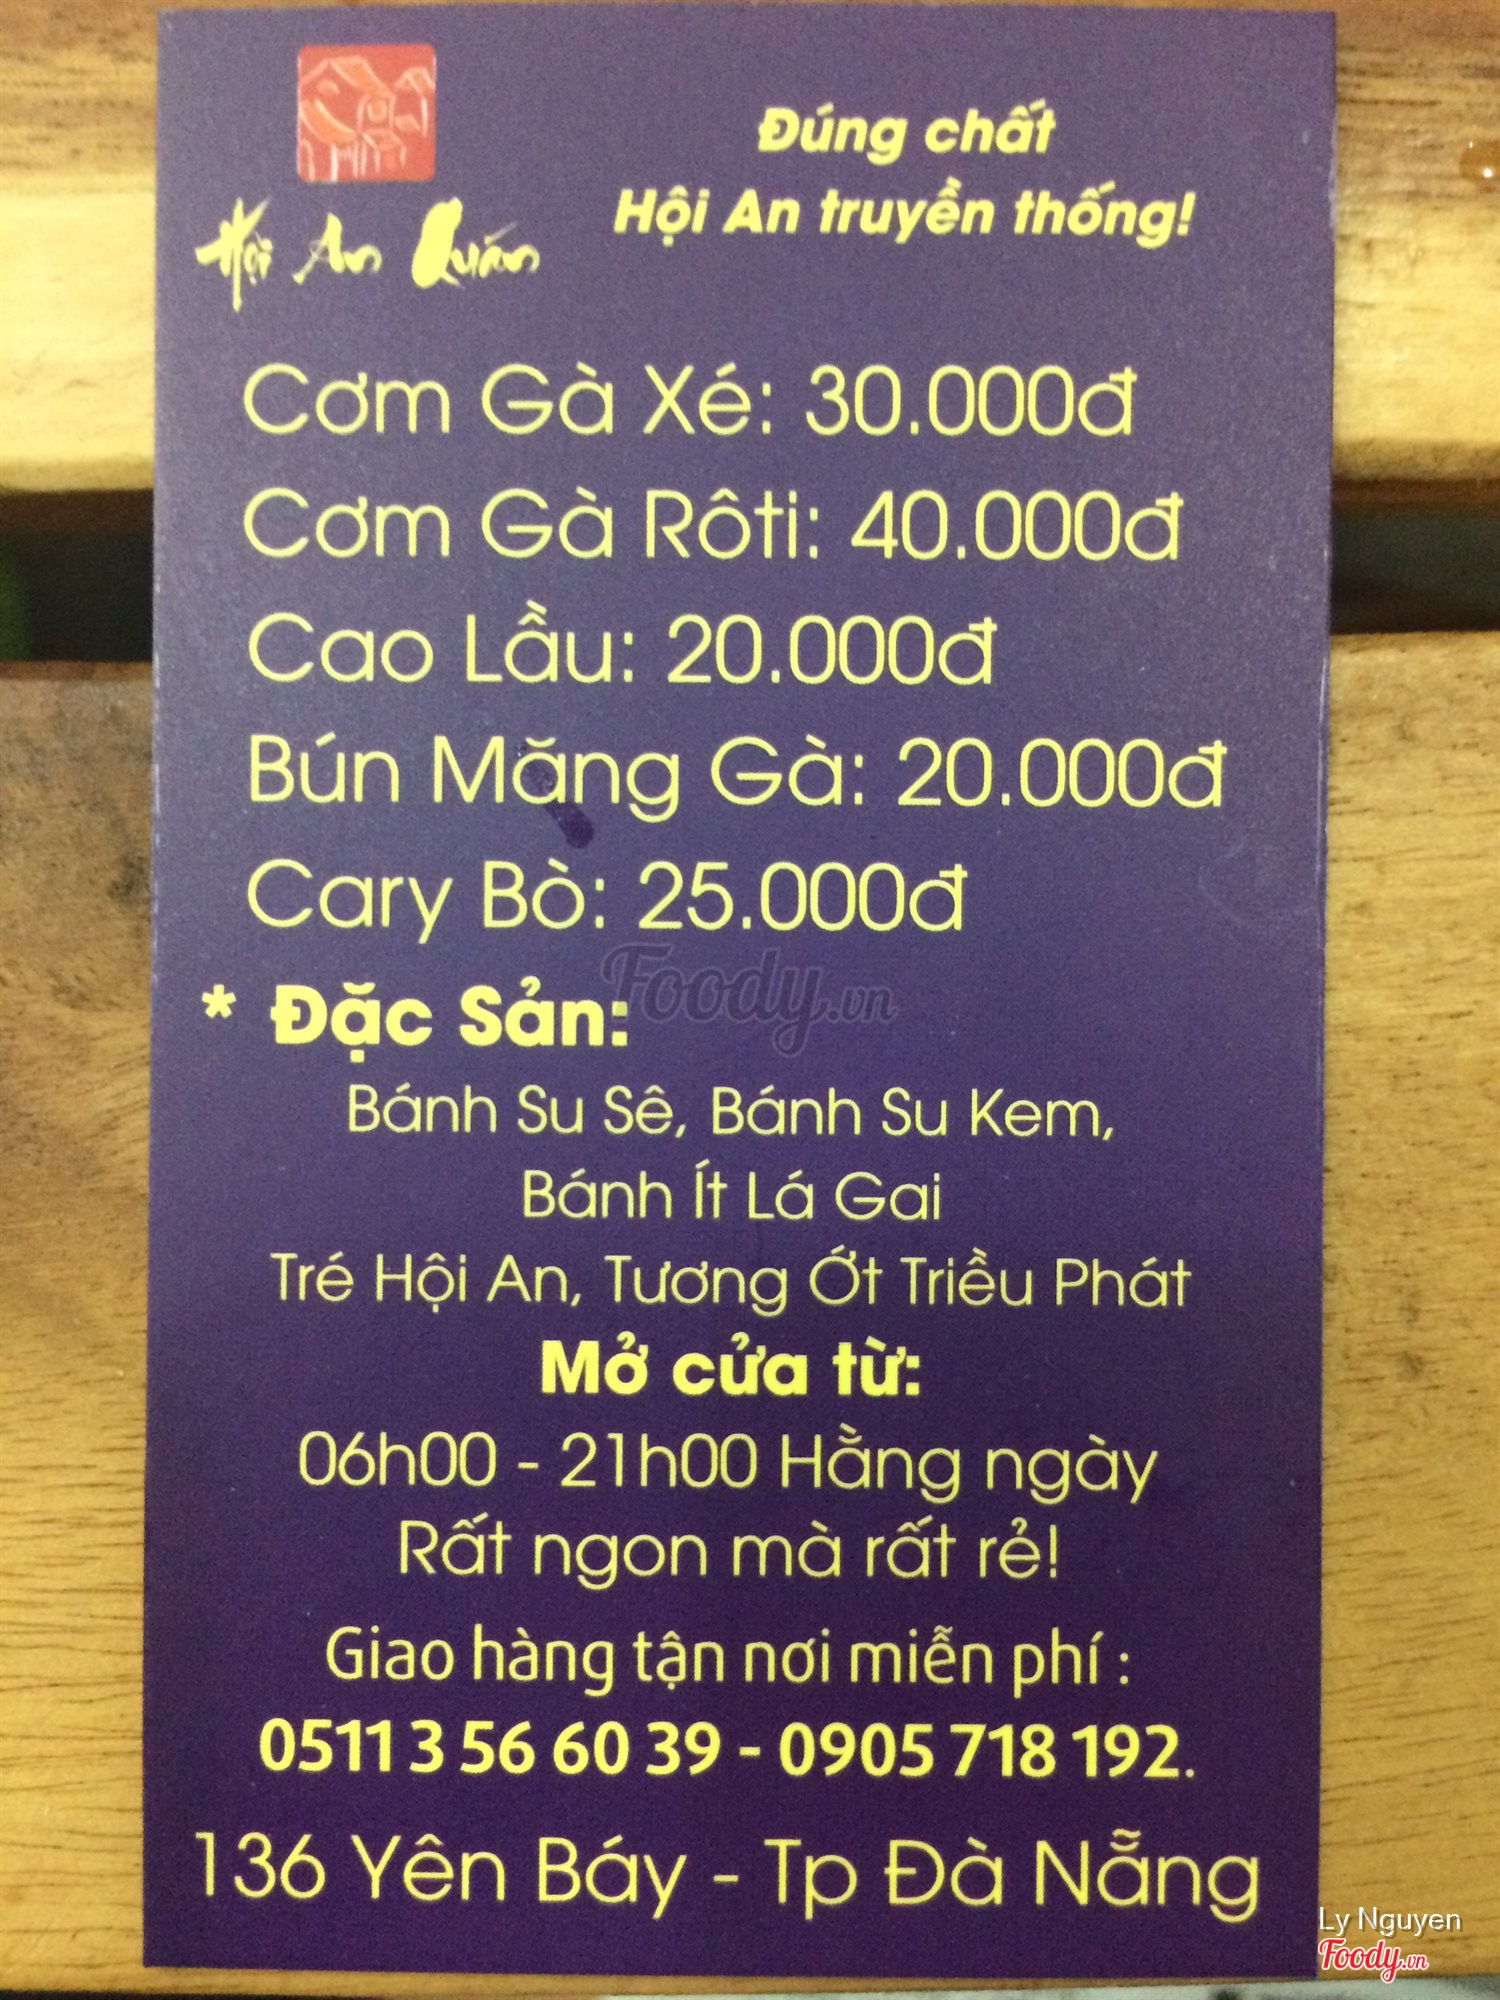 Hội An Quán
Đúng chất
Hội An truyền thống!
Cơm Gà Xé: 30.000đ
Cơm Gà Rôti: 40.000đ
Cao Lầu: 20.000đ
Bún Măng Gà: 20.000đ
Cary Bò: 25.000đ
Foody.vn
* Đặc Sản:
Bánh Su Sê, Bánh Su Kem,
Bánh Ít Lá Gai
Tré Hội An, Tương Ớt Triều Phát
Mở cửa từ:
06h00 - 21h00 Hằng ngày
Rất ngon mà rất rẻ!
Giao hàng tận nơi miễn phí :
0511 3 56 60 39 - 0905 718 192.
136 Yên Báy - Tp Đà Nẵng
Ly Nguyen
Foody.vn